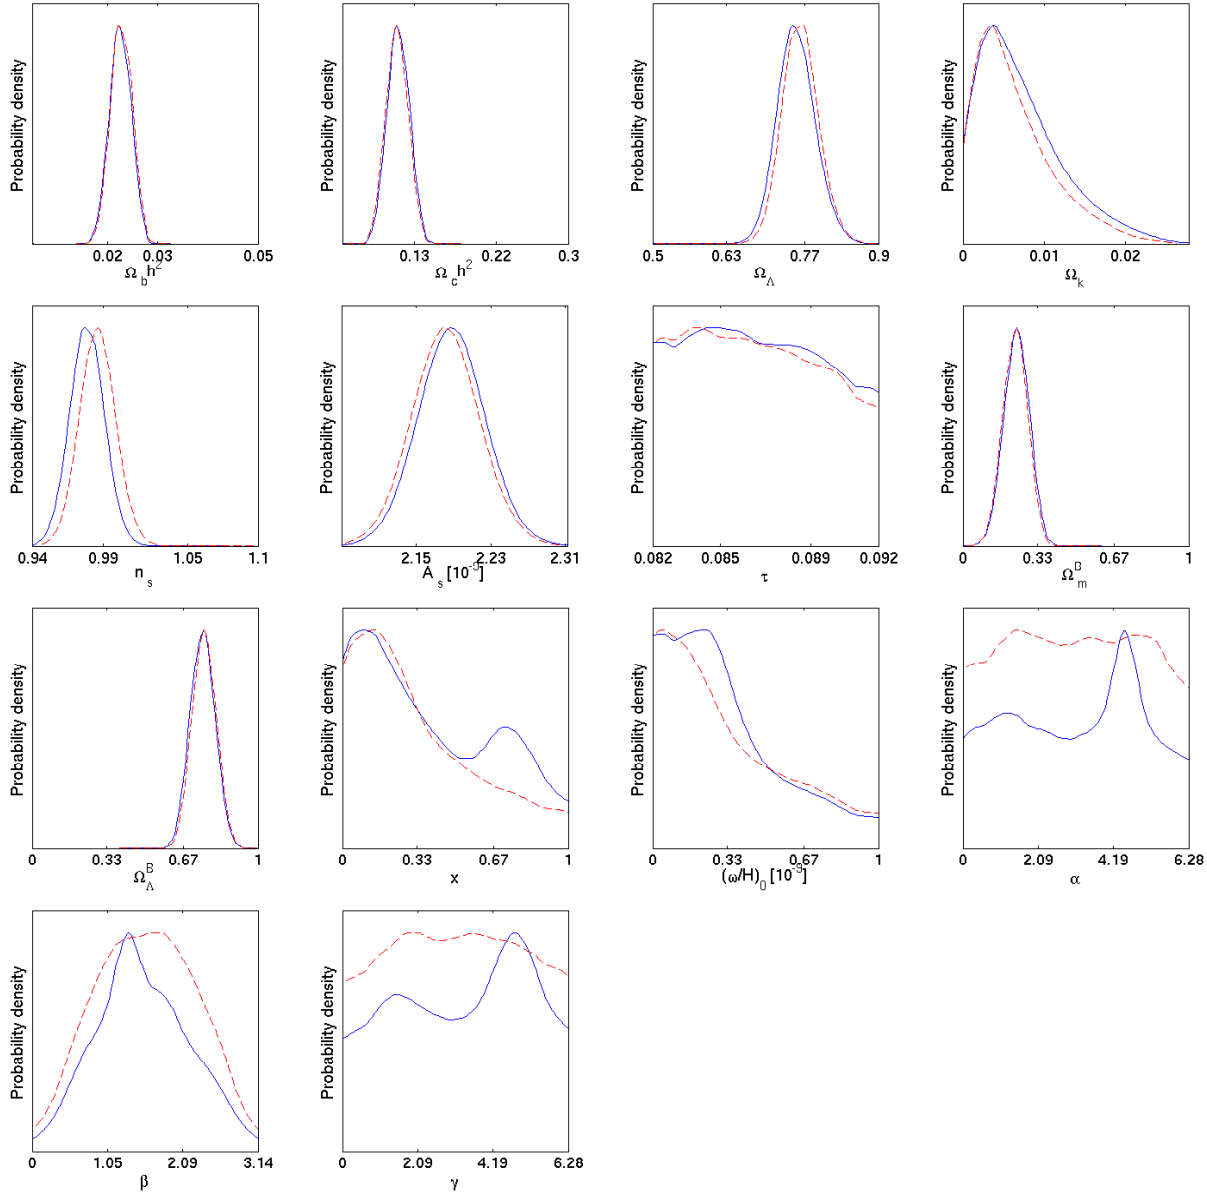 Probability density
0.02 0.03 0.05
Ω_b h²
Probability density
0.13 0.22 0.3
Ω_c h²
Probability density
0.5 0.63 0.77 0.9
Ω_Λ
Probability density
0 0.01 0.02
Ω_k
Probability density
0.94 0.99 1.05 1.1
n_s
Probability density
2.15 2.23 2.31
A_s [10^-9]
Probability density
0.082 0.085 0.089 0.092
τ
Probability density
0 0.33 0.67 1
Ω_m^B
Probability density
0 0.33 0.67 1
Ω_Λ^B
Probability density
0 0.33 0.67 1
x
Probability density
0 0.33 0.67 1
(ω/H)_0 [10^-9]
Probability density
0 2.09 4.19 6.28
α
Probability density
0 1.05 2.09 3.14
β
Probability density
0 2.09 4.19 6.28
γ